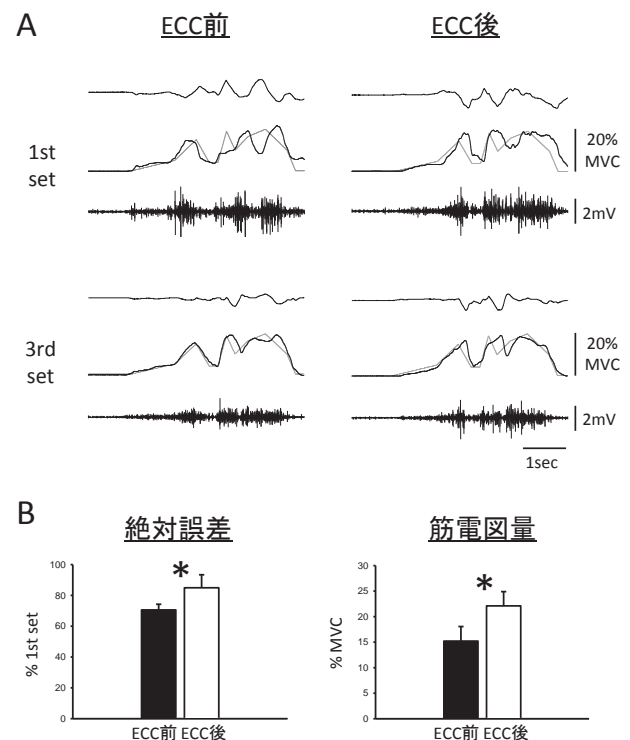 A
ECC前
ECC後
1st
set
20%
MVC
2mV
3rd
set
20%
MVC
2mV
1sec
B
絶対誤差
筋電図量
% 1st set
100
80
60
40
20
0
*
ECC前 ECC後
% MVC
30
25
20
15
10
5
0
*
ECC前 ECC後